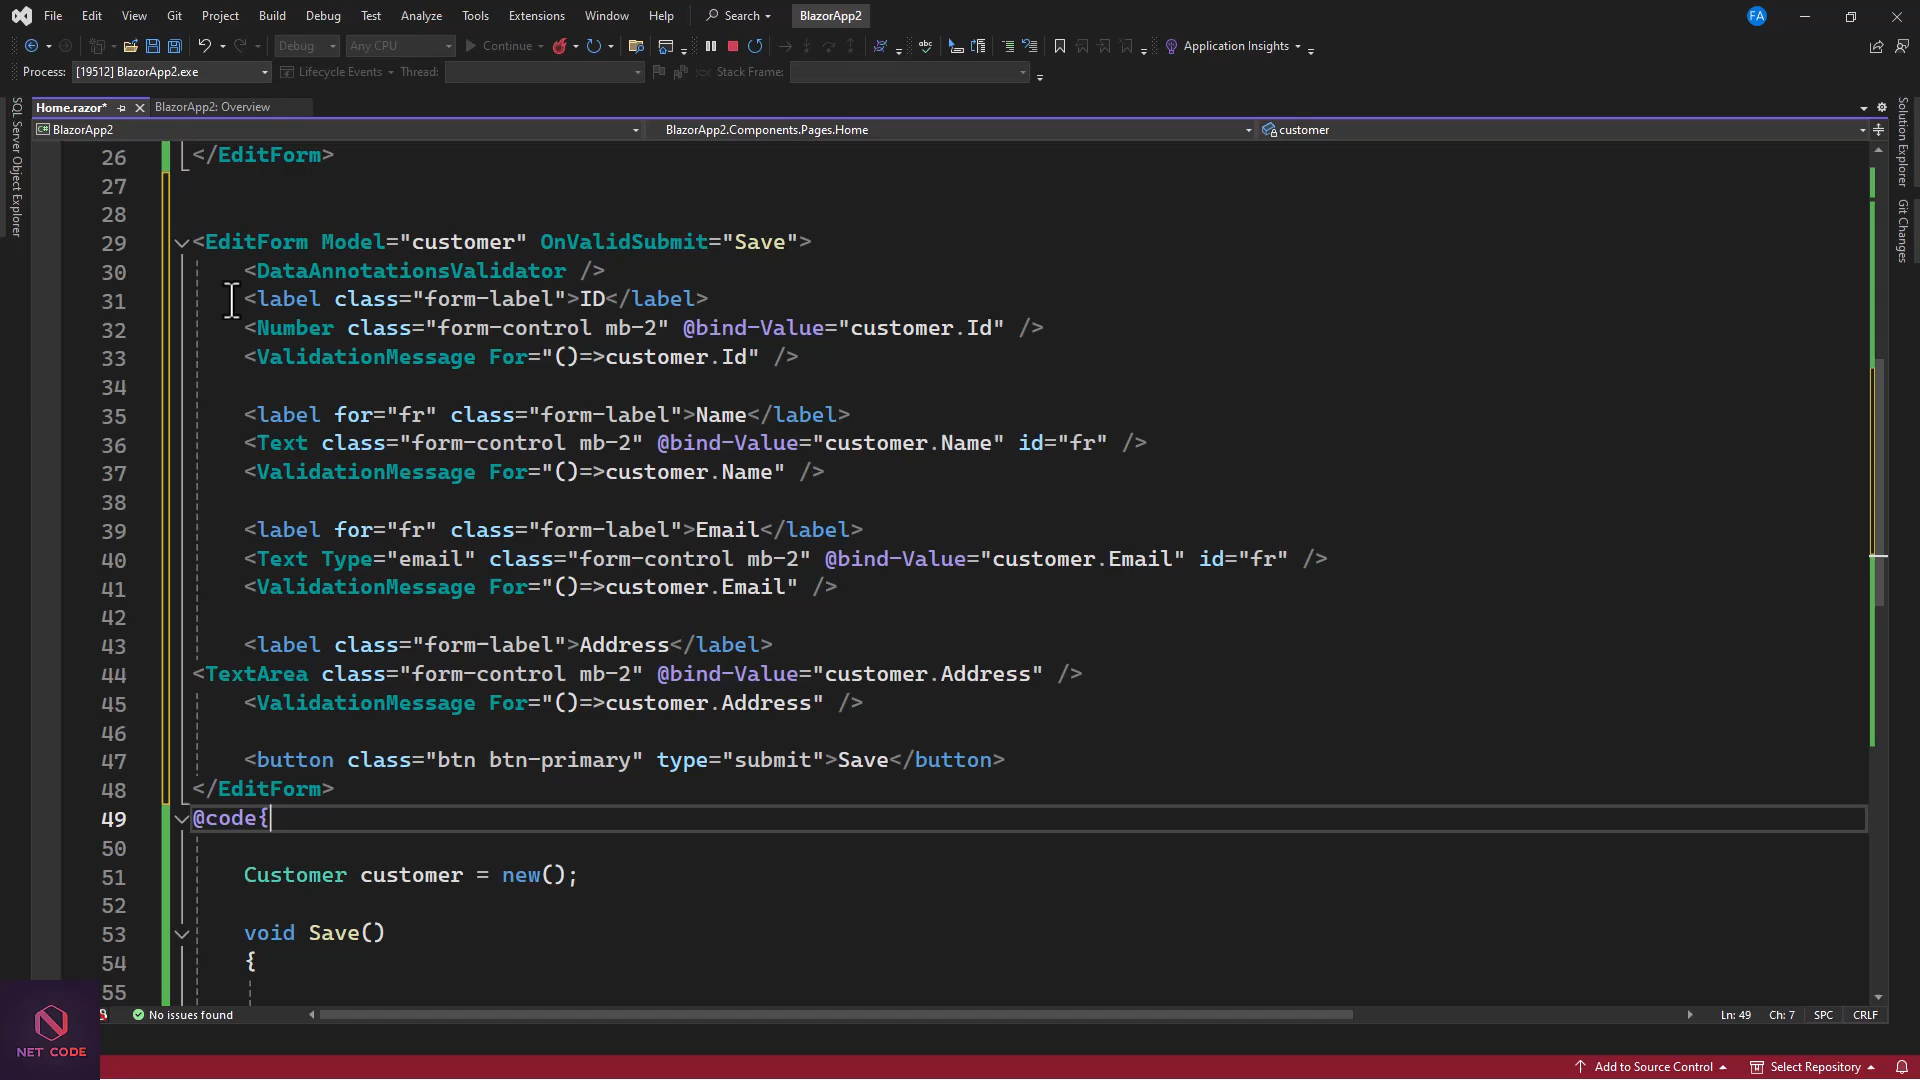 File Edit View Git Project Build Debug Test Analyze Tools Extensions Window Help Search BlazorApp2 FA
Debug Any CPU Continue Application Insights
Process: [19512] BlazorApp2.exe Lifecycle Events Thread: Stack Frame:
Home.razor* BlazorApp2: Overview
BlazorApp2 BlazorApp2.Components.Pages.Home customer
SQL Server Object Explorer
Solution Explorer
Git Changes
26 </EditForm>
27
28
29 <EditForm Model="customer" OnValidSubmit="Save">
30 <DataAnnotationsValidator />
31 <label class="form-label">ID</label>
32 <Number class="form-control mb-2" @bind-Value="customer.Id" />
33 <ValidationMessage For="()=>customer.Id" />
34
35 <label for="fr" class="form-label">Name</label>
36 <Text class="form-control mb-2" @bind-Value="customer.Name" id="fr" />
37 <ValidationMessage For="()=>customer.Name" />
38
39 <label for="fr" class="form-label">Email</label>
40 <Text Type="email" class="form-control mb-2" @bind-Value="customer.Email" id="fr" />
41 <ValidationMessage For="()=>customer.Email" />
42
43 <label class="form-label">Address</label>
44 <TextArea class="form-control mb-2" @bind-Value="customer.Address" />
45 <ValidationMessage For="()=>customer.Address" />
46
47 <button class="btn btn-primary" type="submit">Save</button>
48 </EditForm>
49 @code{
50
51 Customer customer = new();
52
53 void Save()
54 {
55
No issues found Ln: 49 Ch: 7 SPC CRLF
NET CODE
Add to Source Control Select Repository